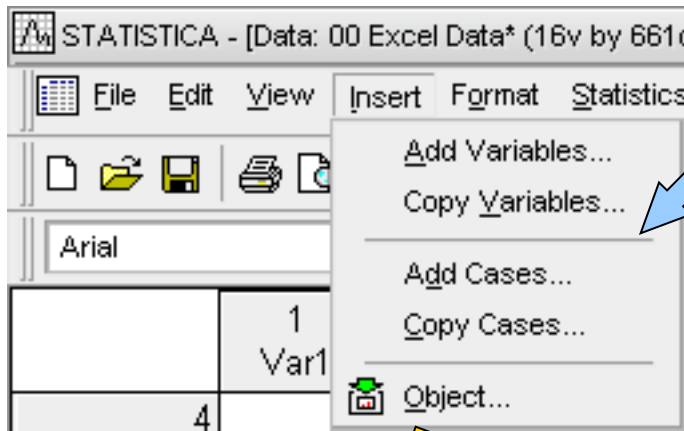 STATISTICA - [Data: 00 Excel Data* (16v by 661
File Edit View Insert Format Statistics
Add Variables...
Copy Variables...
Arial
Add Cases...
1
Copy Cases...
Var1
Object...
4